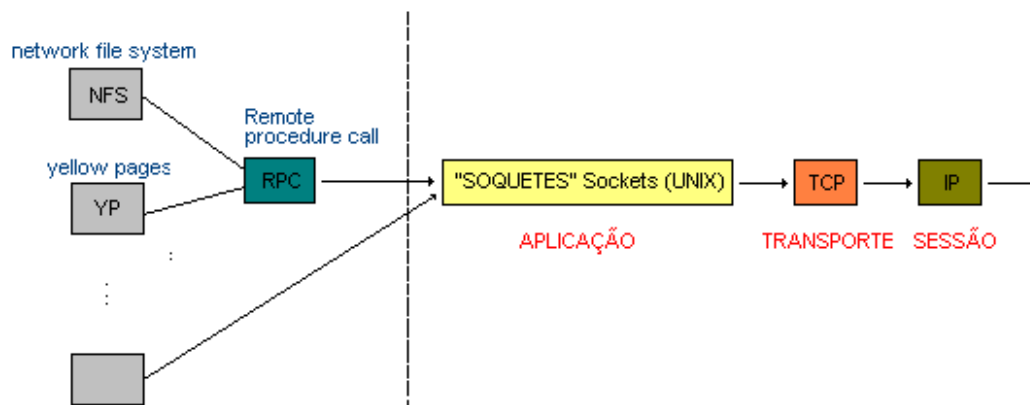 network file system
NFS
Remote
procedure call
yellow pages
RPC
YP
"SOQUETES" Sockets (UNIX)
TCP
IP
APLICAÇÃO
TRANSPORTE
SESSÃO